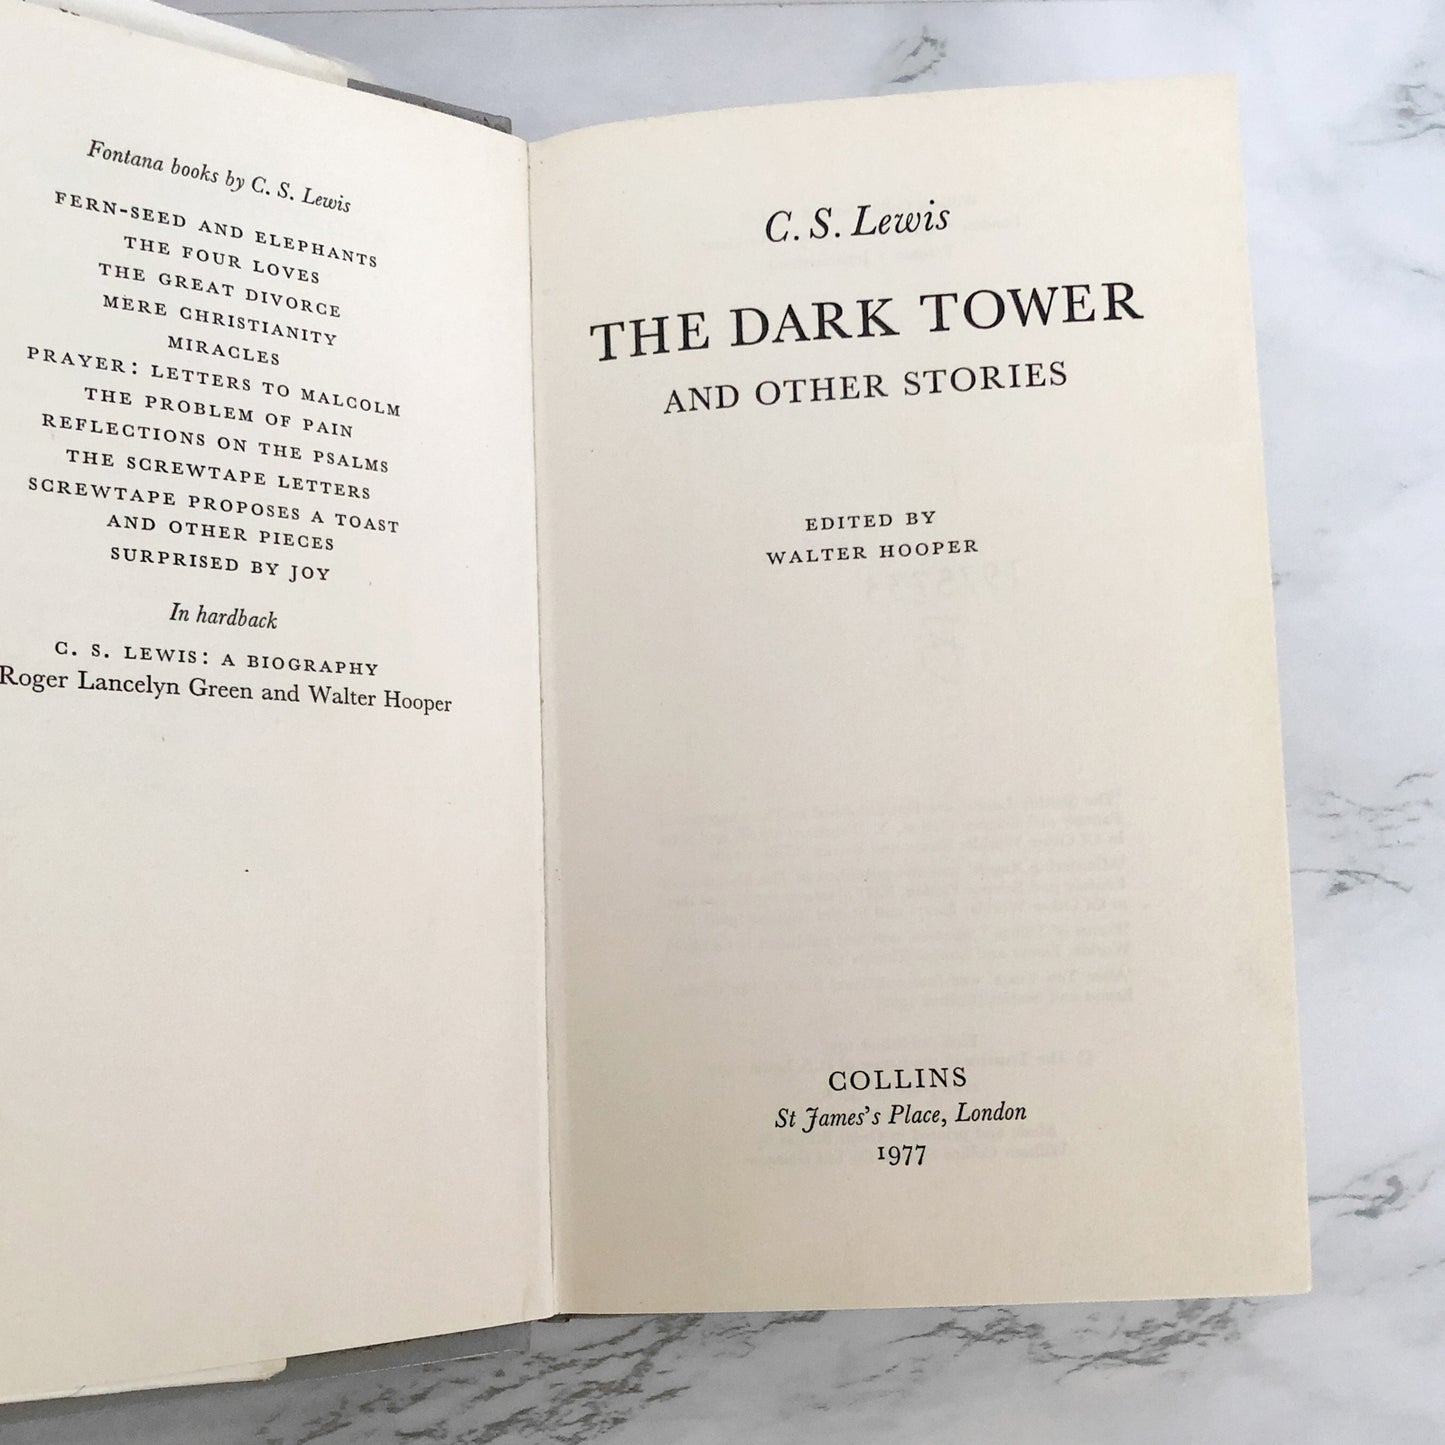 Fontana books by C. S. Lewis
FERN-SEED AND ELEPHANTS
THE FOUR LOVES
THE GREAT DIVORCE
MERE CHRISTIANITY
MIRACLES
PRAYER: LETTERS TO MALCOLM
THE PROBLEM OF PAIN
REFLECTIONS ON THE PSALMS
THE SCREWTAPE LETTERS
SCREWTAPE PROPOSES A TOAST
AND OTHER PIECES
SURPRISED BY JOY
In hardback
C. S. LEWIS: A BIOGRAPHY
Roger Lancelyn Green and Walter Hooper
C. S. Lewis
THE DARK TOWER
AND OTHER STORIES
EDITED BY
WALTER HOOPER
COLLINS
St James's Place, London
1977